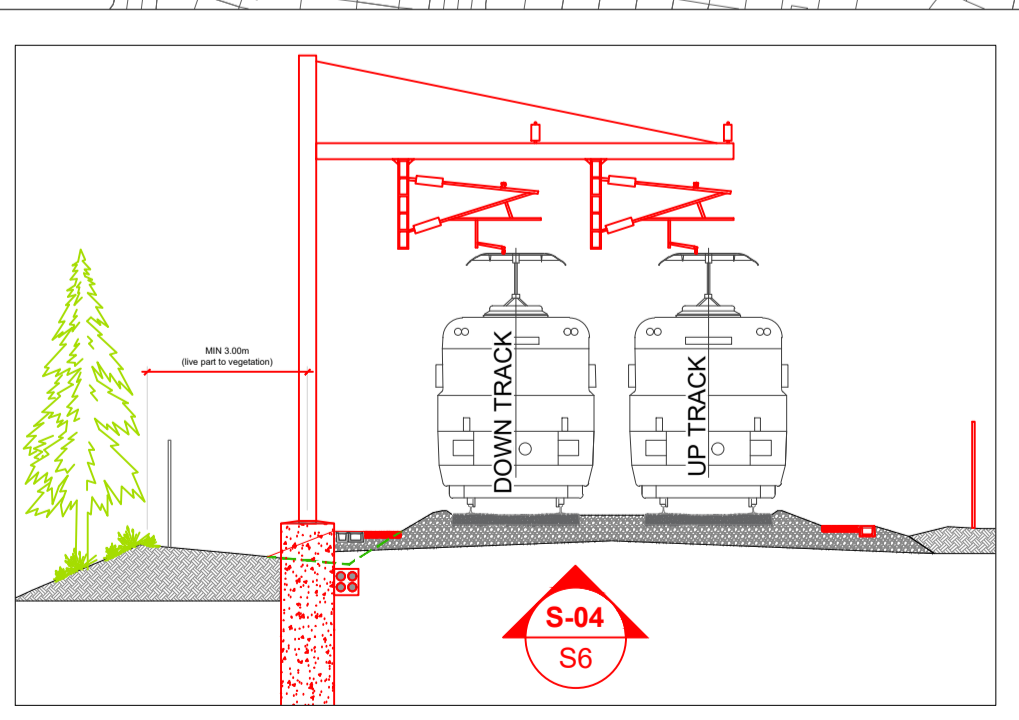 MIN 3.00m
(live part to vegetation)
DOWN TRACK
UP TRACK
S-04
S6